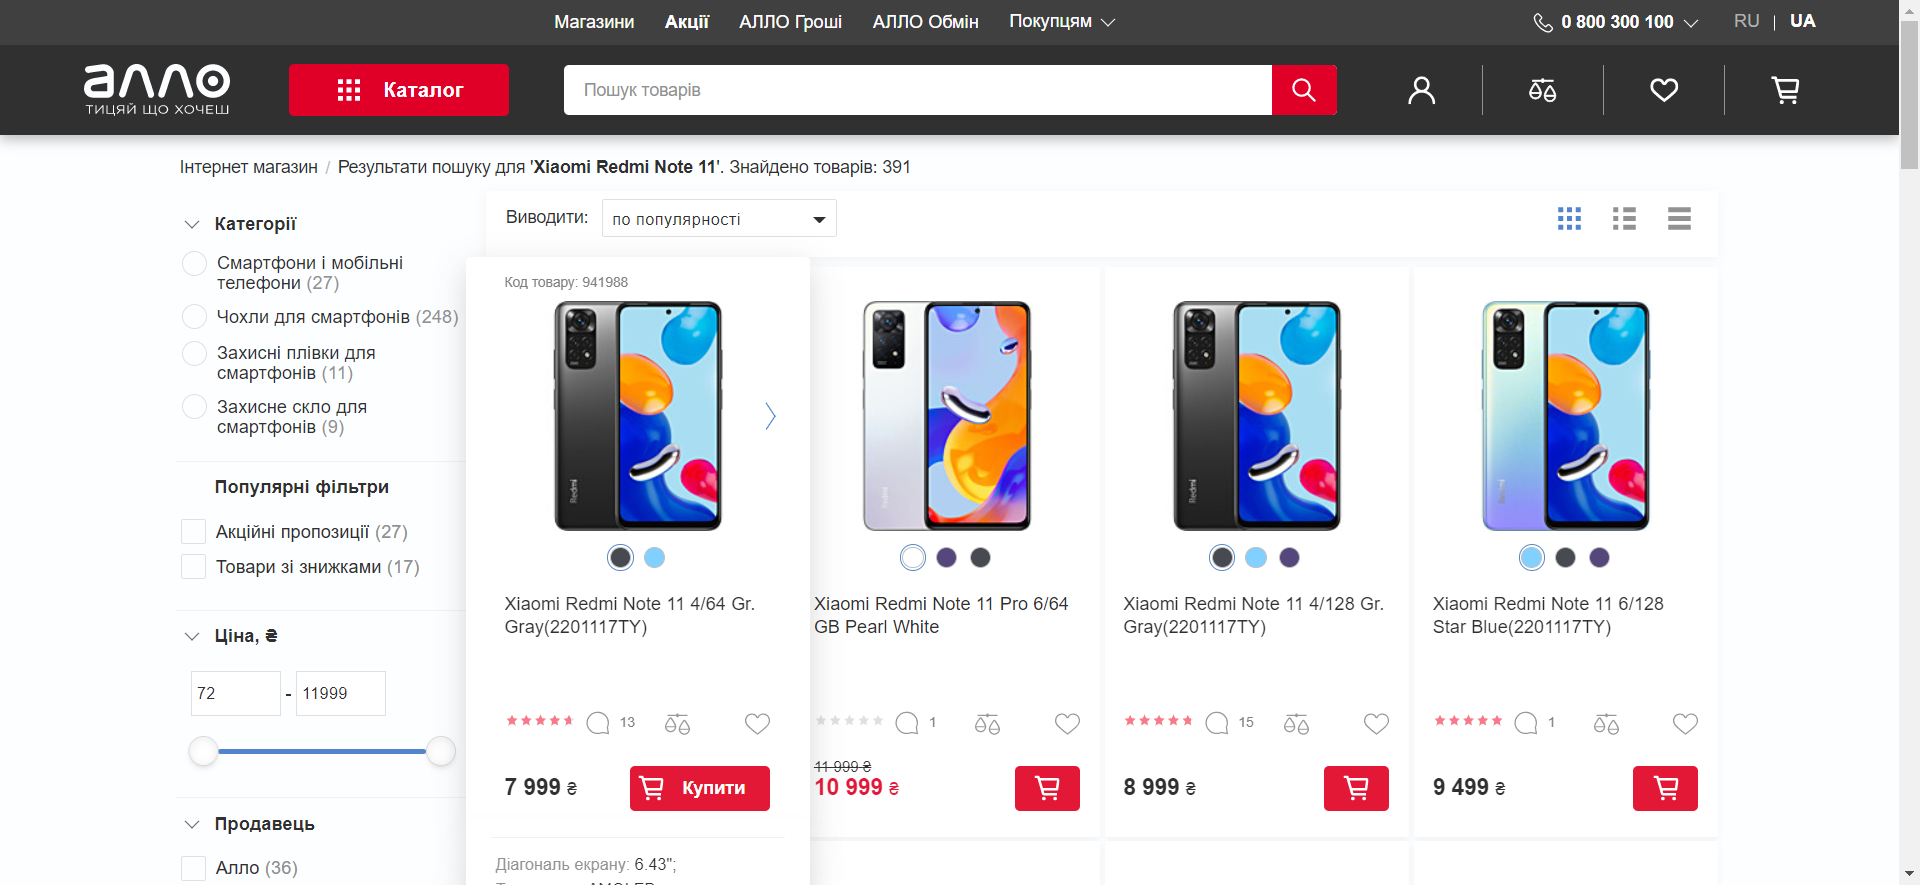 Магазини
Акції
АЛЛО Гроші
АЛЛО Обмін
Покупцям
0 800 300 100
RU | UA
алло
ТИЦЯЙ ЩО ХОЧЕШ
Каталог
Пошук товарів
Інтернет магазин / Результати пошуку для 'Xiaomi Redmi Note 11'. Знайдено товарів: 391
Категорії
Смартфони і мобільні
телефони (27)
Чохли для смартфонів (248)
Захисні плівки для
смартфонів (11)
Захисне скло для
смартфонів (9)
Популярні фільтри
Акційні пропозиції (27)
Товари зі знижками (17)
Ціна, ₴
72 - 11999
Продавець
Алло (36)
Виводити: по популярності
Код товару: 941988
Redmi
Xiaomi Redmi Note 11 4/64 Gr.
Gray(2201117TY)
13
7 999 ₴
Купити
Діагональ екрану: 6.43";
Redmi
Xiaomi Redmi Note 11 Pro 6/64
GB Pearl White
1
11 999 ₴
10 999 ₴
Redmi
Xiaomi Redmi Note 11 4/128 Gr.
Gray(2201117TY)
15
8 999 ₴
Redmi
Xiaomi Redmi Note 11 6/128
Star Blue(2201117TY)
1
9 499 ₴